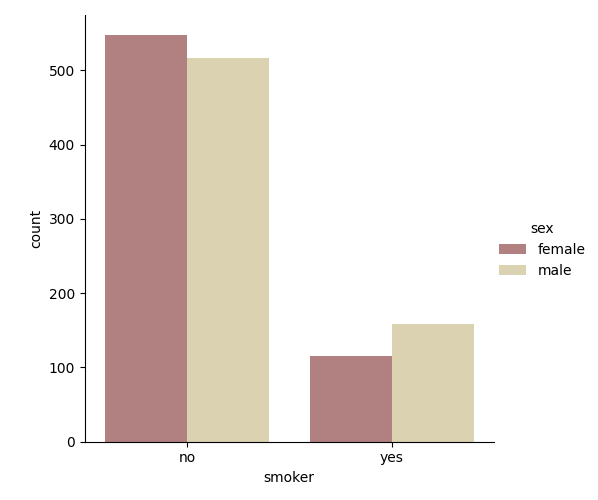 500
400
300
200
100
0
count
no
yes
smoker
sex
female
male